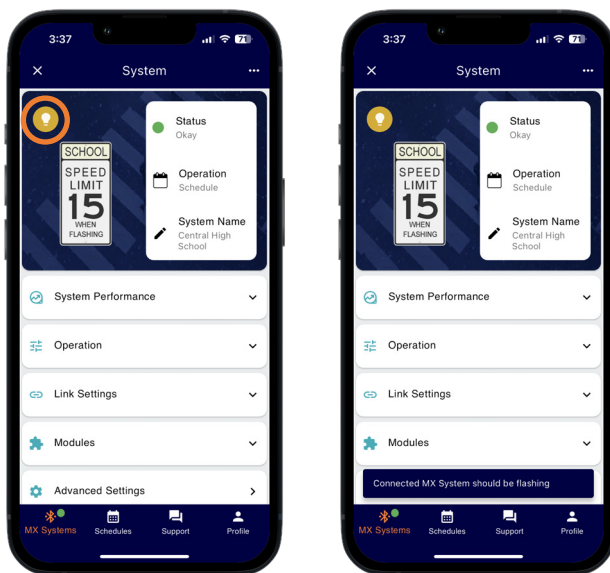 3:37
71
System
SCHOOL
SPEED
LIMIT
15
WHEN
FLASHING
Status
Okay
Operation
Schedule
System Name
Central High
School
System Performance
Operation
Link Settings
Modules
Advanced Settings
MX Systems
Schedules
Support
Profile
3:37
71
System
SCHOOL
SPEED
LIMIT
15
WHEN
FLASHING
Status
Okay
Operation
Schedule
System Name
Central High
School
System Performance
Operation
Link Settings
Modules
Connected MX System should be flashing
MX Systems
Schedules
Support
Profile